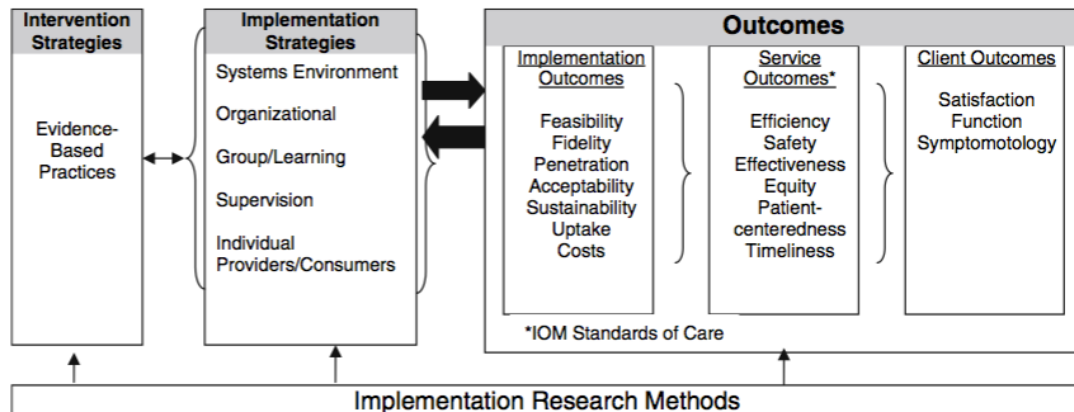 Intervention
Strategies
Evidence-
Based
Practices
Implementation
Strategies
Systems Environment
Organizational
Group/Learning
Supervision
Individual
Providers/Consumers
Outcomes
Implementation
Outcomes
Feasibility
Fidelity
Penetration
Acceptability
Sustainability
Uptake
Costs
Service
Outcomes*
Efficiency
Safety
Effectiveness
Equity
Patient-
centeredness
Timeliness
Client Outcomes
Satisfaction
Function
Symptomotology
*IOM Standards of Care
Implementation Research Methods